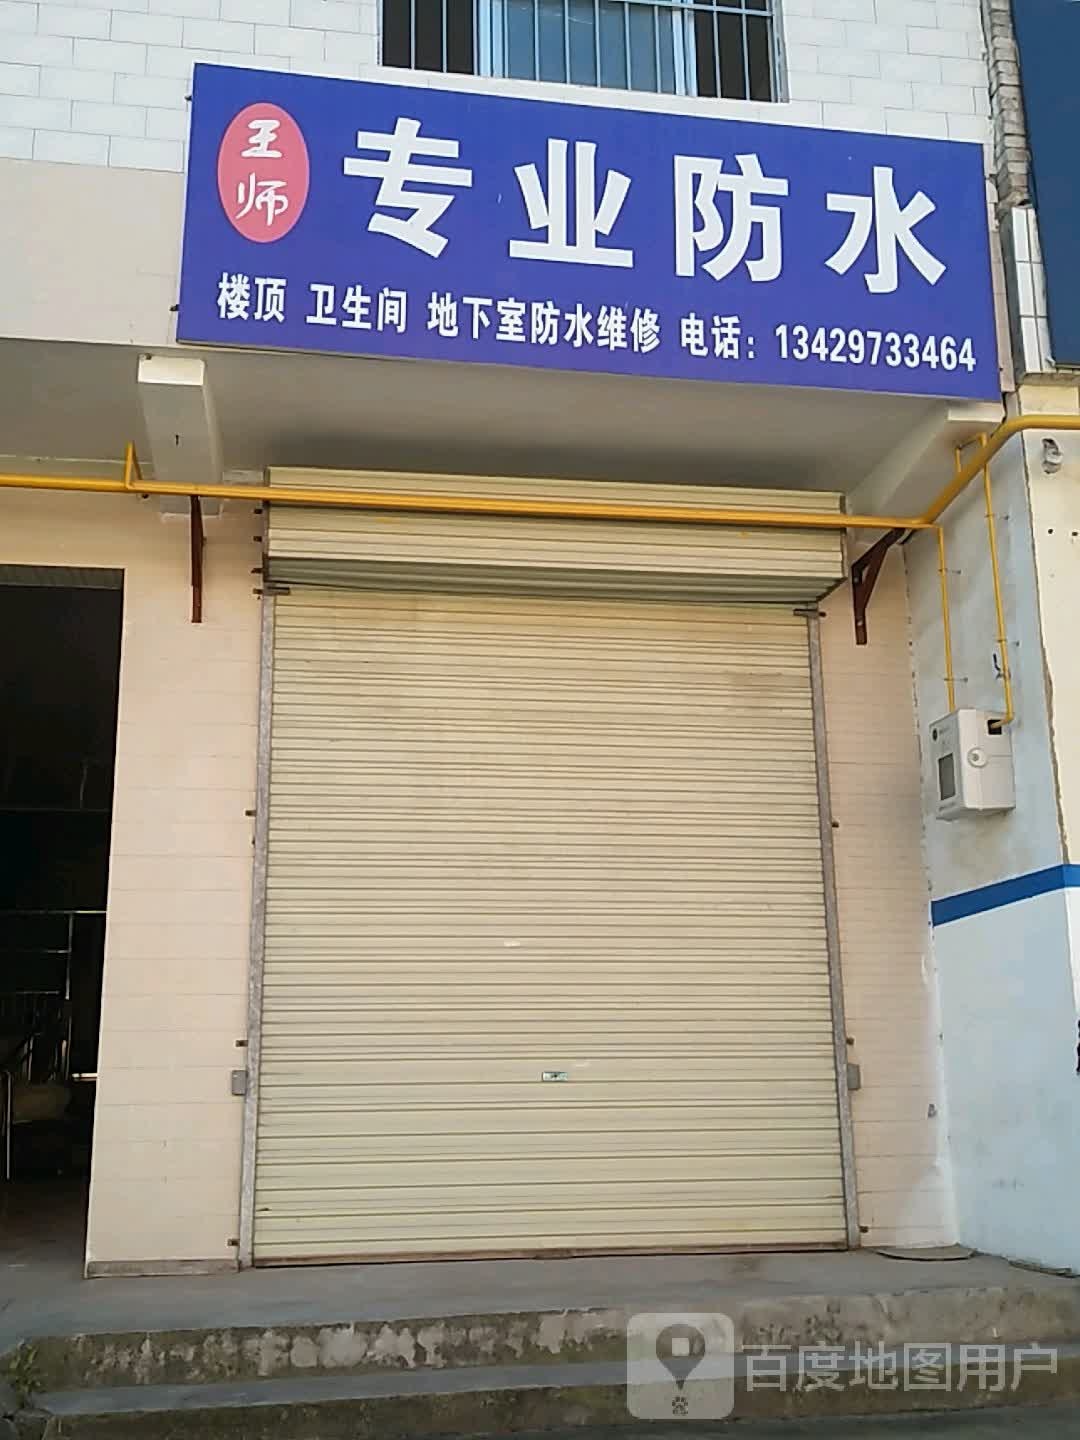 王师
专业防水
楼顶 卫生间 地下室防水维修 电话：13429733464
百度地图用户